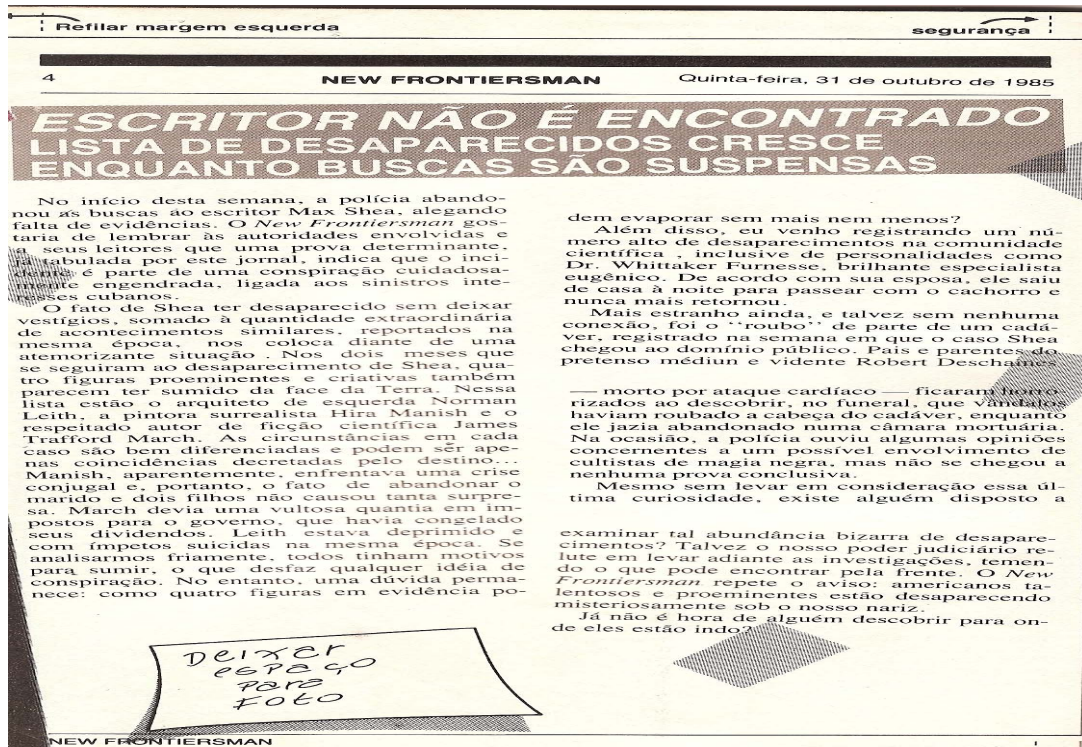 Refilar margem esquerda
segurança
4
NEW FRONTIERSMAN
Quinta-feira, 31 de outubro de 1985
ESCRITOR NÃO É ENCONTRADO
LISTA DE DESAPARECIDOS CRESCE
ENQUANTO BUSCAS SÃO SUSPENSAS
No início desta semana, a polícia abando-
nou as buscas ao escritor Max Shea, alegando
falta de evidências. O New Frontiersman gos-
taria de lembrar às autoridades envolvidas e
a seus leitores que uma prova determinante,
já tabulada por este jornal, indica que o inci-
dente é parte de uma conspiração cuidadosa-
mente engendrada, ligada aos sinistros inte-
resses cubanos.
O fato de Shea ter desaparecido sem deixar
vestígios, somado à quantidade extraordinária
de acontecimentos similares, reportados na
mesma época, nos coloca diante de uma
atemorizante situação . Nos dois meses que
se seguiram ao desaparecimento de Shea, qua-
tro figuras proeminentes e criativas também
parecem ter sumido da face da Terra. Nessa
lista estão o arquiteto de esquerda Norman
Leith, a pintora surrealista Hira Manish e o
respeitado autor de ficção científica James
Trafford March. As circunstâncias em cada
caso são bem diferenciadas e podem ser ape-
nas coincidências decretadas pelo destino...
Manish, aparentemente, enfrentava uma crise
conjugal e, portanto, o fato de abandonar o
marido e dois filhos não causou tanta surpre-
sa. March devia uma vultosa quantia em im-
postos para o governo, que havia congelado
seus dividendos. Leith estava deprimido e
com ímpetos suicidas na mesma época. Se
analisarmos friamente, todos tinham motivos
para sumir, o que desfaz qualquer idéia de
conspiração. No entanto, uma dúvida perma-
nece: como quatro figuras em evidência po-
dem evaporar sem mais nem menos?
Além disso, eu venho registrando um nú-
mero alto de desaparecimentos na comunidade
científica , inclusive de personalidades como
Dr. Whittaker Furnesse, brilhante especialista
eugênico. De acordo com sua esposa, ele saiu
de casa à noite para passear com o cachorro e
nunca mais retornou.
Mais estranho ainda, e talvez sem nenhuma
conexão, foi o "roubo" de parte de um cadá-
ver, registrado na semana em que o caso Shea
chegou ao domínio público. Pais e parentes do
pretenso médiun e vidente Robert Deschames
— morto por ataque cardíaco — ficaram horro-
rizados ao descobrir, no funeral, que vândalos
haviam roubado a cabeça do cadáver, enquanto
ele jazia abandonado numa câmara mortuária.
Na ocasião, a polícia ouviu algumas opiniões
concernentes a um possível envolvimento de
cultistas de magia negra, mas não se chegou a
nenhuma prova conclusiva.
Mesmo sem levar em consideração essa úl-
tima curiosidade, existe alguém disposto a
examinar tal abundância bizarra de desapare-
cimentos? Talvez o nosso poder judiciário re-
lute em levar adiante as investigações, temen-
do o que pode encontrar pela frente. O New
Frontiersman repete o aviso: americanos ta-
lentosos e proeminentes estão desaparecendo
misteriosamente sob o nosso nariz.
Já não é hora de alguém descobrir para on-
de eles estão indo?
Deixar
espaço
para
foto
NEW FRONTIERSMAN